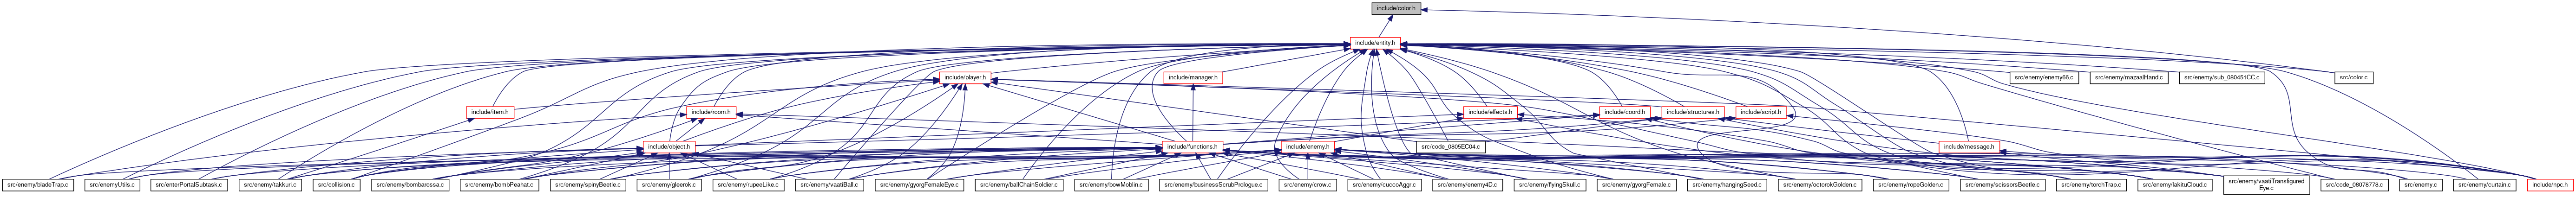 include/color.h
include/entity.h
include/player.h
include/manager.h
src/enemy/enemy66.c
src/enemy/mazaalHand.c
src/enemy/sub_080451CC.c
src/color.c
include/item.h
include/room.h
include/effects.h
include/coord.h
include/structures.h
include/script.h
include/object.h
include/functions.h
include/enemy.h
src/code_0805EC04.c
include/message.h
src/enemy/bladeTrap.c
src/enemyUtils.c
src/enterPortalSubtask.c
src/enemy/takkuri.c
src/collision.c
src/enemy/bombarossa.c
src/enemy/bombPeahat.c
src/enemy/spinyBeetle.c
src/enemy/gleerok.c
src/enemy/rupeeLike.c
src/enemy/vaatiBall.c
src/enemy/gyorgFemaleEye.c
src/enemy/ballChainSoldier.c
src/enemy/bowMoblin.c
src/enemy/businessScrubPrologue.c
src/enemy/crow.c
src/enemy/cuccoAggr.c
src/enemy/enemy4D.c
src/enemy/flyingSkull.c
src/enemy/gyorgFemale.c
src/enemy/hangingSeed.c
src/enemy/octorokGolden.c
src/enemy/ropeGolden.c
src/enemy/scissorsBeetle.c
src/enemy/torchTrap.c
src/enemy/lakituCloud.c
src/enemy/vaatiTransfigured
Eye.c
src/code_08078778.c
src/enemy.c
src/enemy/curtain.c
include/npc.h